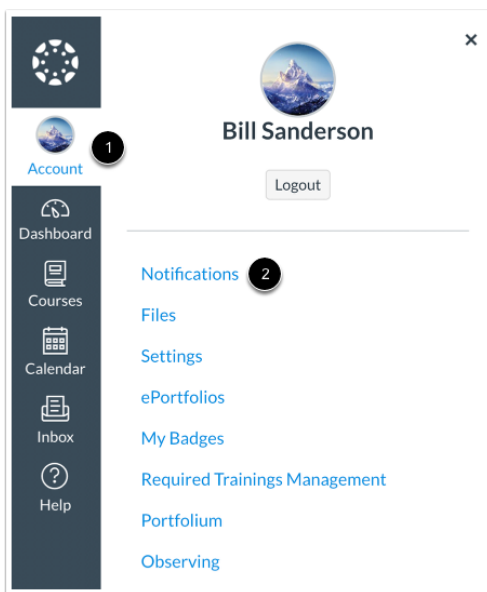 ×
Bill Sanderson
Logout
Account 1
Dashboard
Courses
Calendar
Inbox
Help
Notifications 2
Files
Settings
ePortfolios
My Badges
Required Trainings Management
Portfolium
Observing